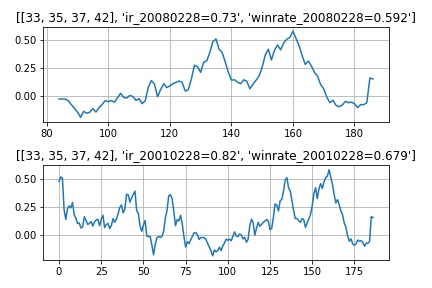 [[33, 35, 37, 42], 'ir_20080228=0.73', 'winrate_20080228=0.592']
0.50
0.25
0.00
80 100 120 140 160 180
[[33, 35, 37, 42], 'ir_20010228=0.82', 'winrate_20010228=0.679']
0.50
0.25
0.00
0 25 50 75 100 125 150 175